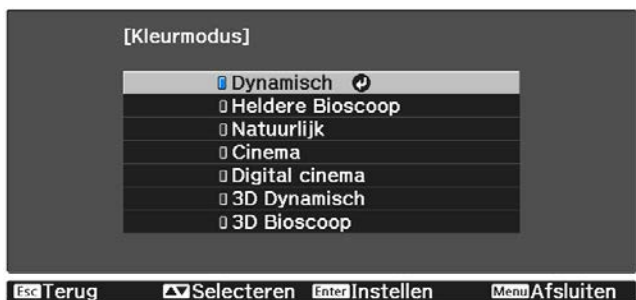 [Kleurmodus]
Dynamisch
Heldere Bioscoop
Natuurlijk
Cinema
Digital cinema
3D Dynamisch
3D Bioscoop
Esc Terug Selecteren Enter Instellen Menu Afsluiten